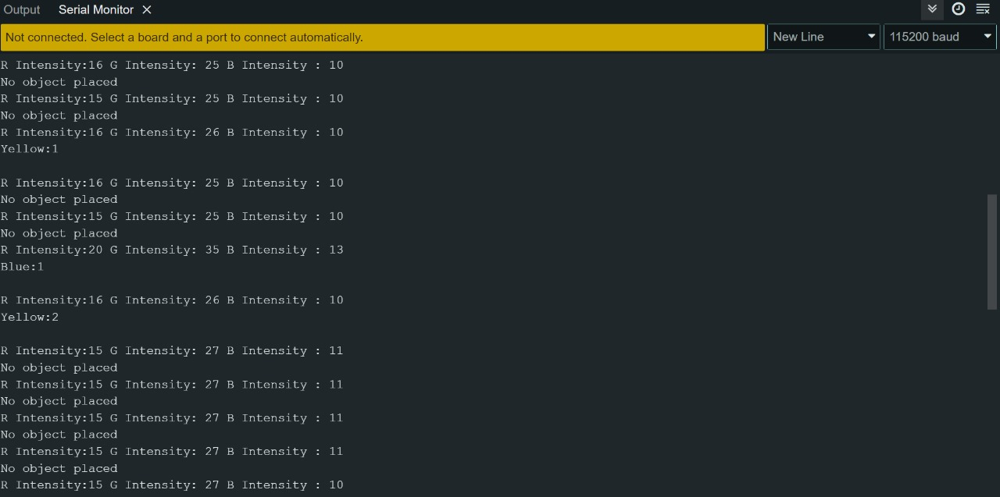 Output Serial Monitor
Not connected. Select a board and a port to connect automatically. New Line 115200 baud
R Intensity:16 G Intensity: 25 B Intensity : 10
No object placed
R Intensity:15 G Intensity: 25 B Intensity : 10
No object placed
R Intensity:16 G Intensity: 26 B Intensity : 10
Yellow:1
R Intensity:16 G Intensity: 25 B Intensity : 10
No object placed
R Intensity:15 G Intensity: 25 B Intensity : 10
No object placed
R Intensity:20 G Intensity: 35 B Intensity : 13
Blue:1
R Intensity:16 G Intensity: 26 B Intensity : 10
Yellow:2
R Intensity:15 G Intensity: 27 B Intensity : 11
No object placed
R Intensity:15 G Intensity: 27 B Intensity : 11
No object placed
R Intensity:15 G Intensity: 27 B Intensity : 11
No object placed
R Intensity:15 G Intensity: 27 B Intensity : 11
No object placed
R Intensity:15 G Intensity: 27 B Intensity : 10